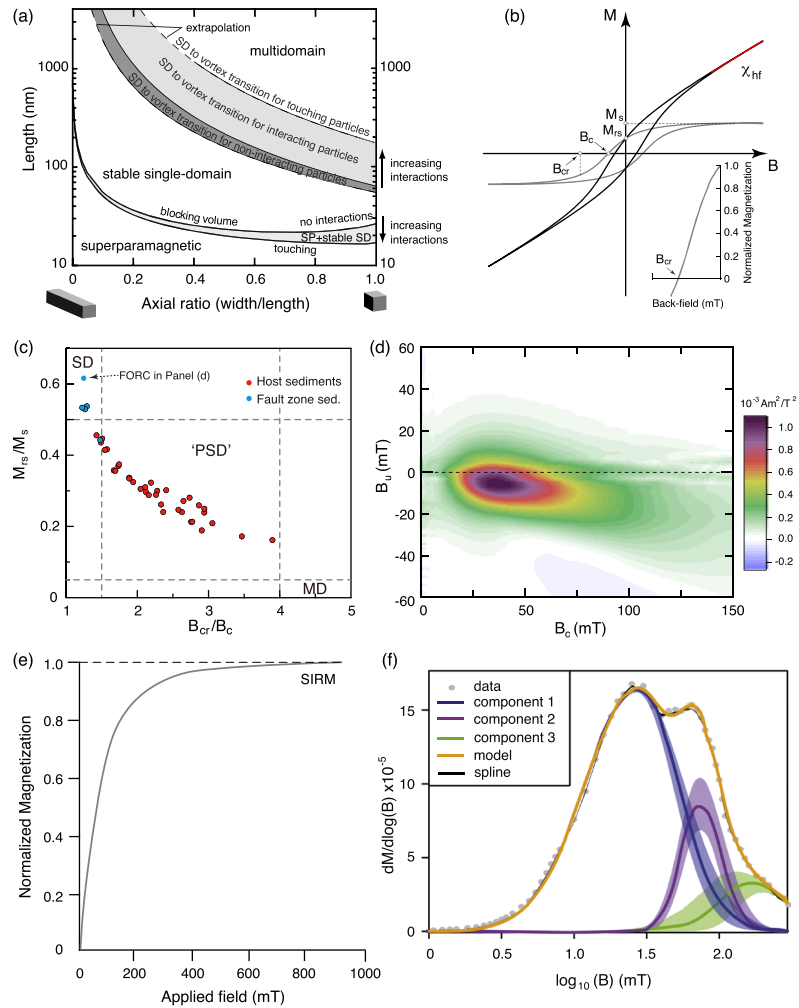 (a)
extrapolation
multidomain
SD to vortex transition for touching particles
SD to vortex transition for interacting particles
SD to vortex transition for non-interacting particles
stable single-domain
blocking volume
no interactions
SP+stable SD
touching
superparamagnetic
increasing
interactions
increasing
interactions
Length (nm)
1000
100
10
1000
100
10
0 0.2 0.4 0.6 0.8 1.0
Axial ratio (width/length)
(b)
M
χhf
Ms
Mrs
Bc
Bcr
B
1.0
0.8
0.6
0.4
0.2
0
Normalized Magnetization
Bcr
Back-field (mT)
(c)
SD
FORC in Panel (d)
Host sediments
Fault zone sed.
'PSD'
MD
Mrs/Ms
0.6
0.4
0.2
0
1 2 3 4 5
Bcr/Bc
(d)
60
40
20
0
-20
-40
-60
Bu (mT)
0 50 100 150
Bc (mT)
10-3 Am2/T2
1.0
0.8
0.6
0.4
0.2
0.0
-0.2
(e)
SIRM
Normalized Magnetization
1.0
0.8
0.6
0.4
0.2
0
0 200 400 600 800 1000
Applied field (mT)
(f)
data
component 1
component 2
component 3
model
spline
dM/dlog(B) x10-5
15
10
5
0
0 0.5 1.0 1.5 2.0
log10 (B) (mT)